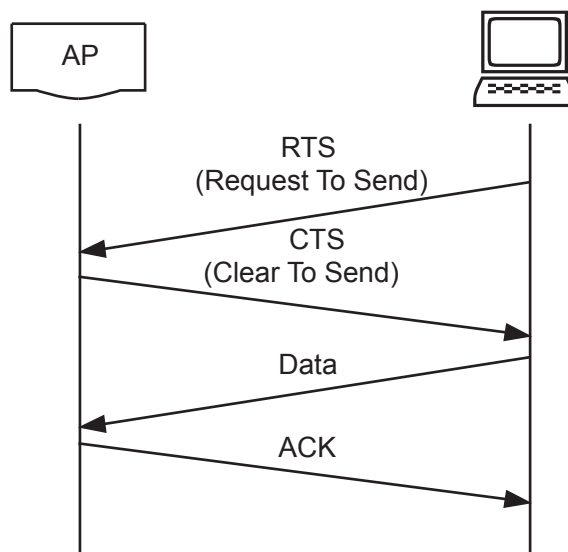 AP
RTS
(Request To Send)
CTS
(Clear To Send)
Data
ACK